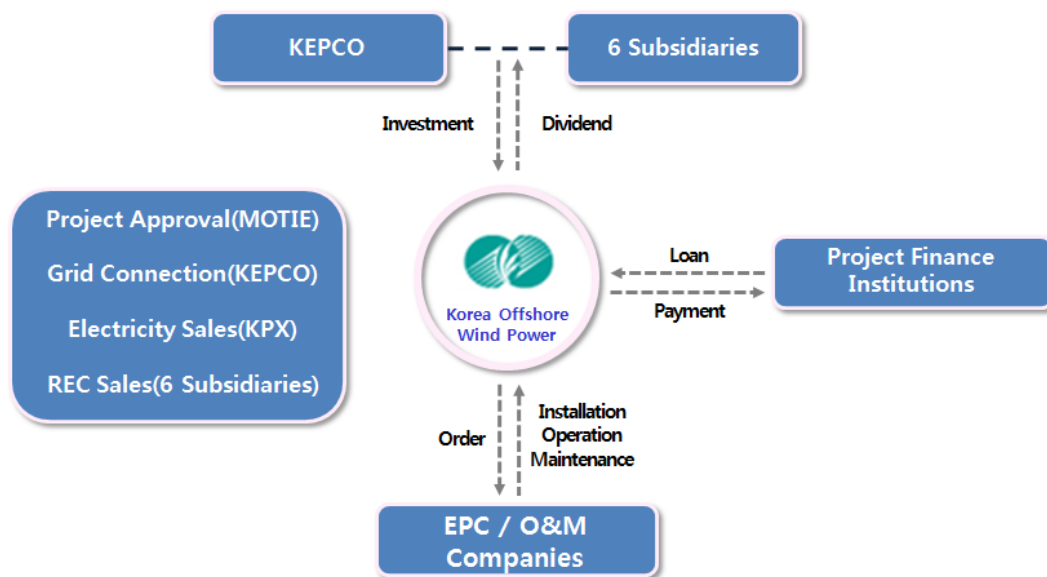 KEPCO
6 Subsidiaries
Investment
Dividend
Project Approval(MOTIE)
Grid Connection(KEPCO)
Electricity Sales(KPX)
REC Sales(6 Subsidiaries)
Korea Offshore
Wind Power
Loan
Payment
Project Finance
Institutions
Order
Installation
Operation
Maintenance
EPC / O&M
Companies